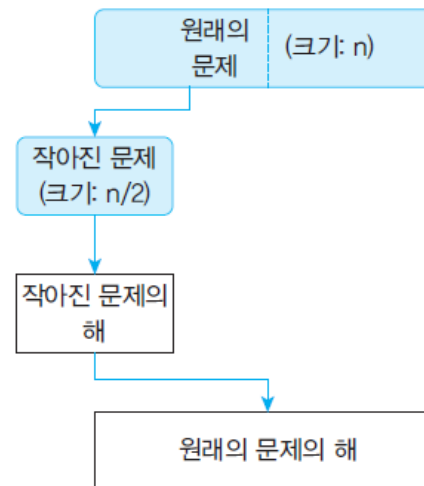 원래의
문제
(크기: n)
작아진 문제
(크기: n/2)
작아진 문제의
해
원래의 문제의 해